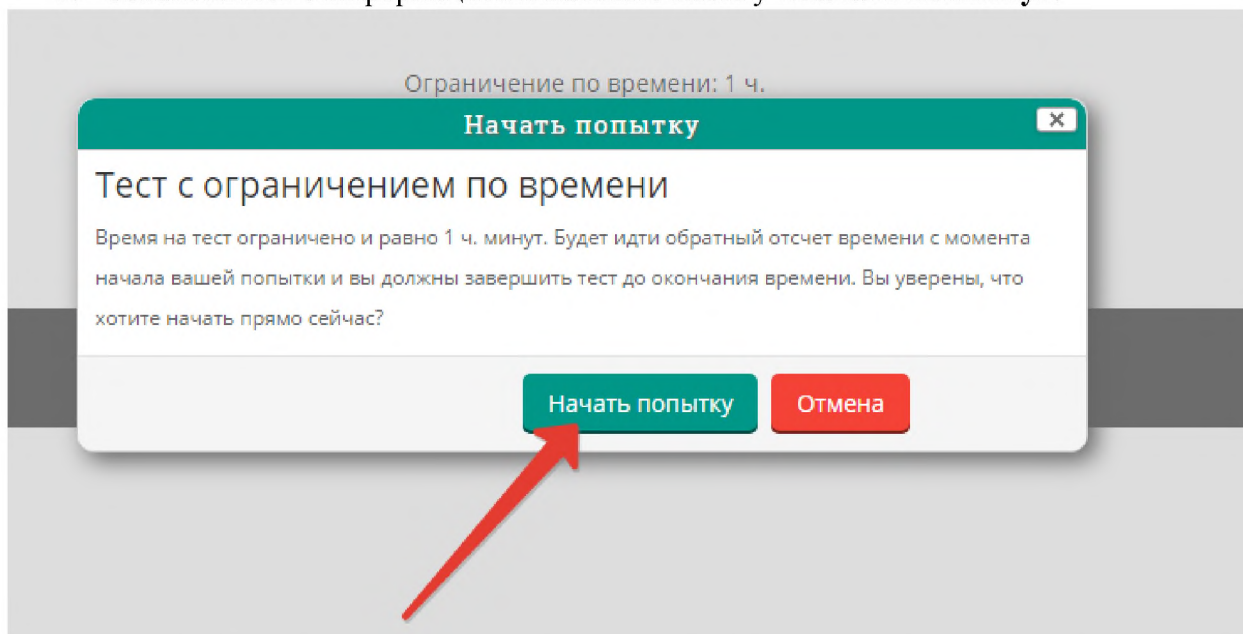 Ограничение по времени: 1 ч.
Начать попытку
Тест с ограничением по времени
Время на тест ограничено и равно 1 ч. минут. Будет идти обратный отсчет времени с момента
начала вашей попытки и вы должны завершить тест до окончания времени. Вы уверены, что
хотите начать прямо сейчас?
Начать попытку
Отмена